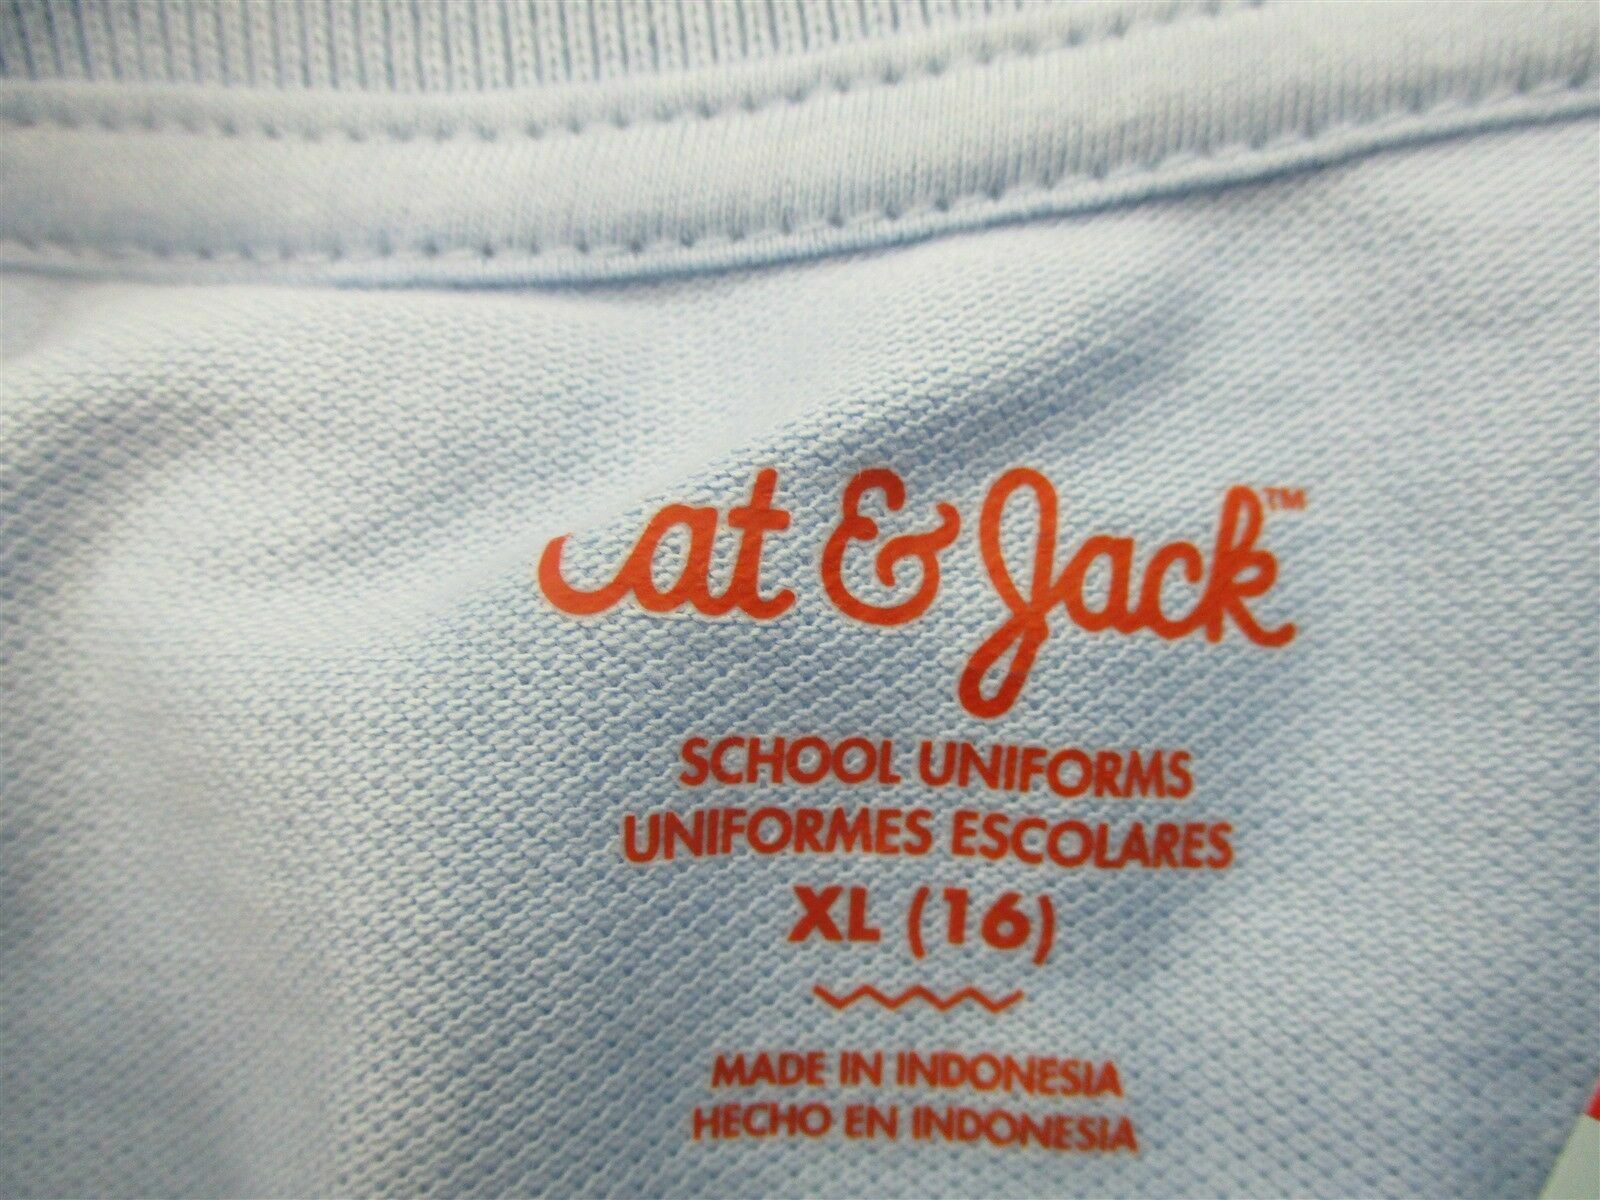 Cat & Jack™
SCHOOL UNIFORMS
UNIFORMES ESCOLARES
XL (16)
MADE IN INDONESIA
HECHO EN INDONESIA